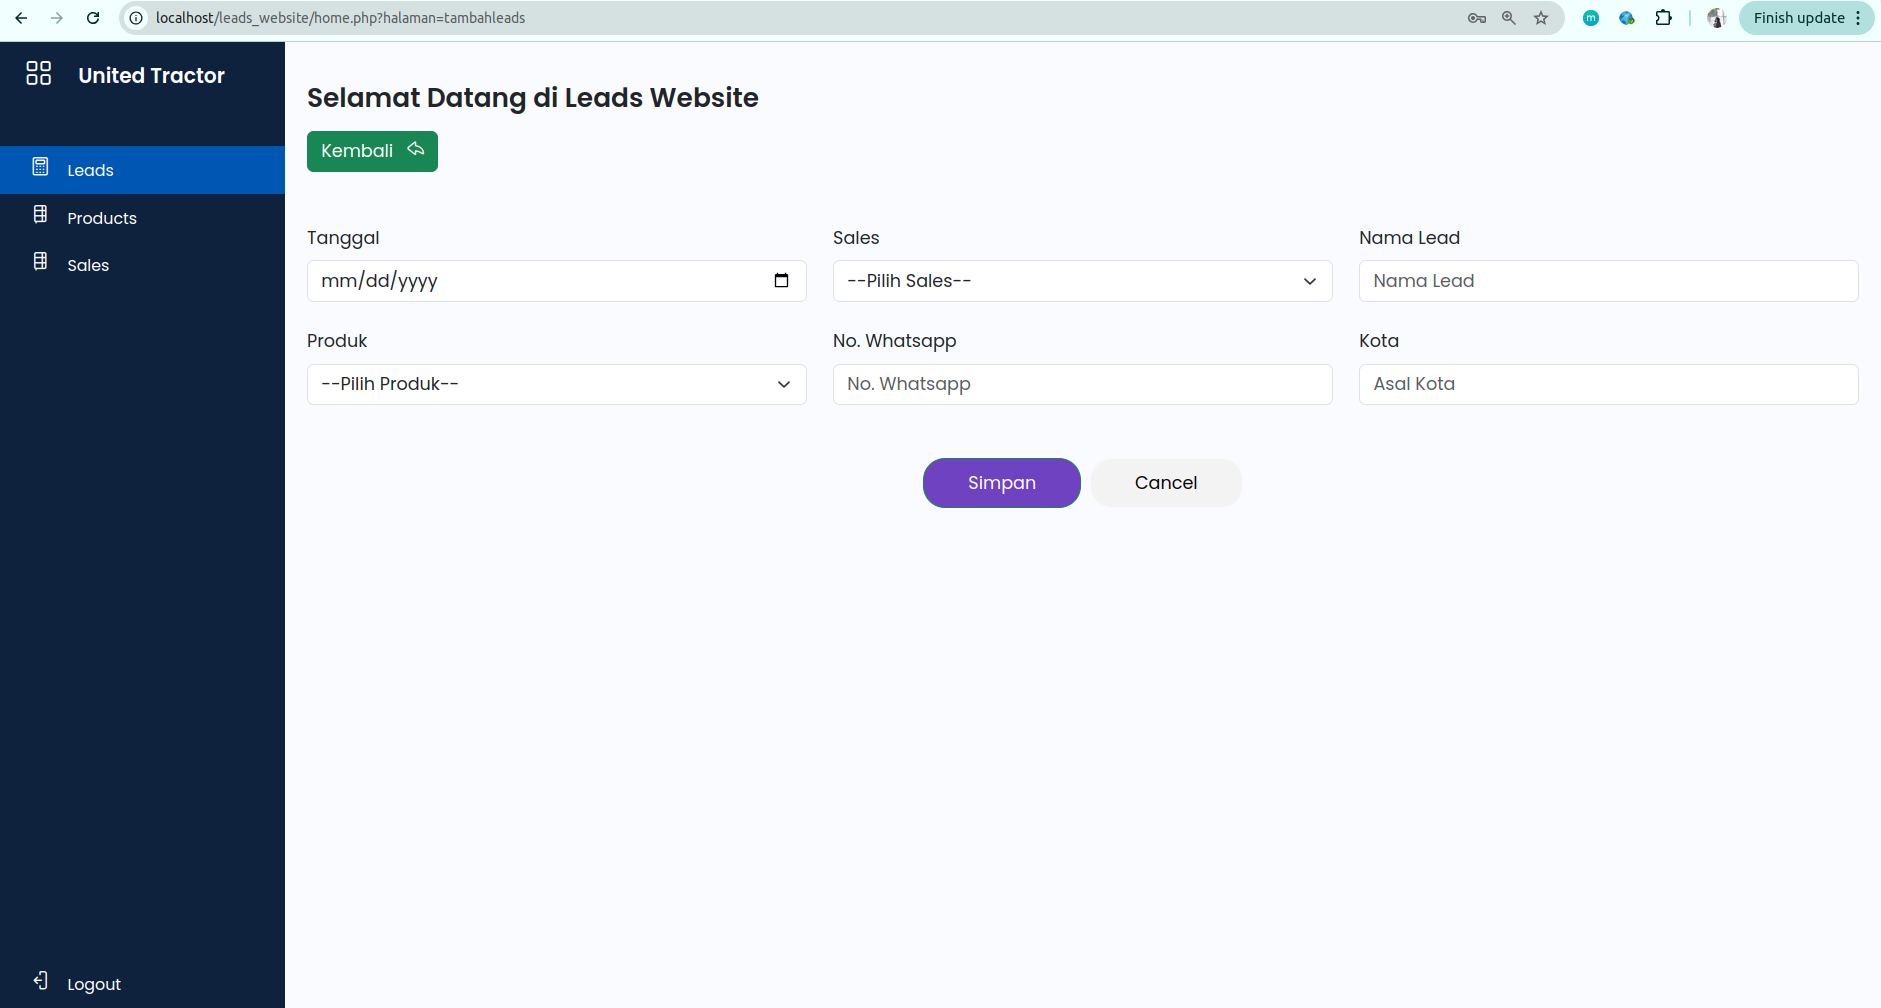 localhost/leads_website/home.php?halaman=tambahleads
m
Finish update
United Tractor
Leads
Products
Sales
Logout
Selamat Datang di Leads Website
Kembali
Tanggal
mm/dd/yyyy
Sales
--Pilih Sales--
Nama Lead
Nama Lead
Produk
--Pilih Produk--
No. Whatsapp
No. Whatsapp
Kota
Asal Kota
Simpan
Cancel